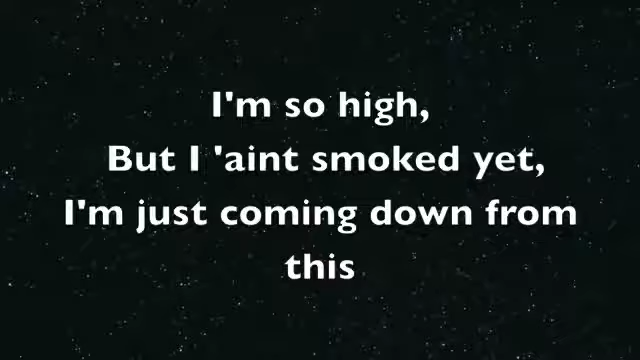 I'm so high,
But I 'aint smoked yet,
I'm just coming down from
this